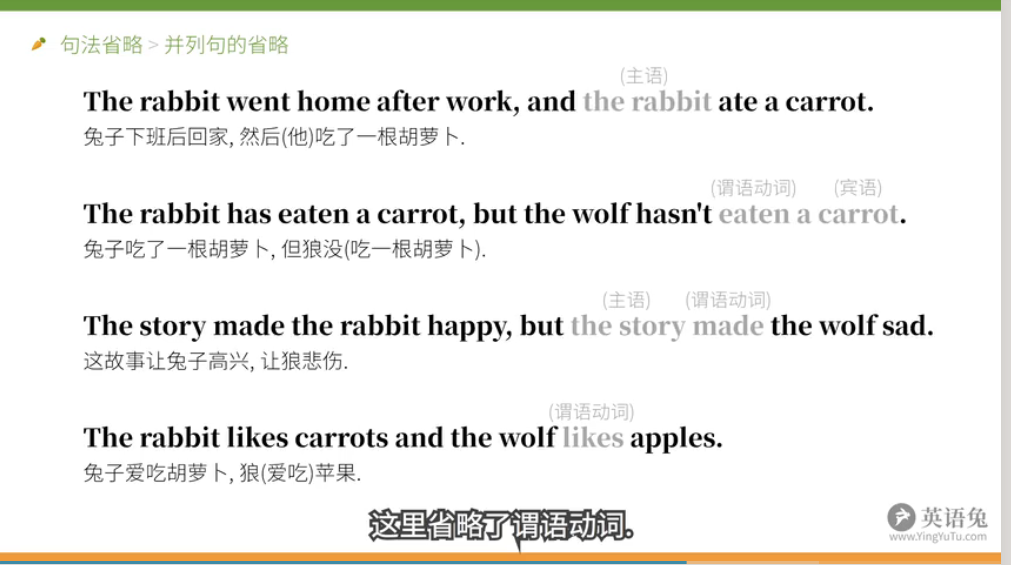 句法省略 > 并列句的省略
(主语)
The rabbit went home after work, and the rabbit ate a carrot.
兔子下班后回家, 然后(他)吃了一根胡萝卜.
(谓语动词) (宾语)
The rabbit has eaten a carrot, but the wolf hasn't eaten a carrot.
兔子吃了一根胡萝卜, 但狼没(吃一根胡萝卜).
(主语) (谓语动词)
The story made the rabbit happy, but the story made the wolf sad.
这故事让兔子高兴, 让狼悲伤.
(谓语动词)
The rabbit likes carrots and the wolf likes apples.
兔子爱吃胡萝卜, 狼(爱吃)苹果.
这里省略了谓语动词.
英语兔
www.YingYuTu.com